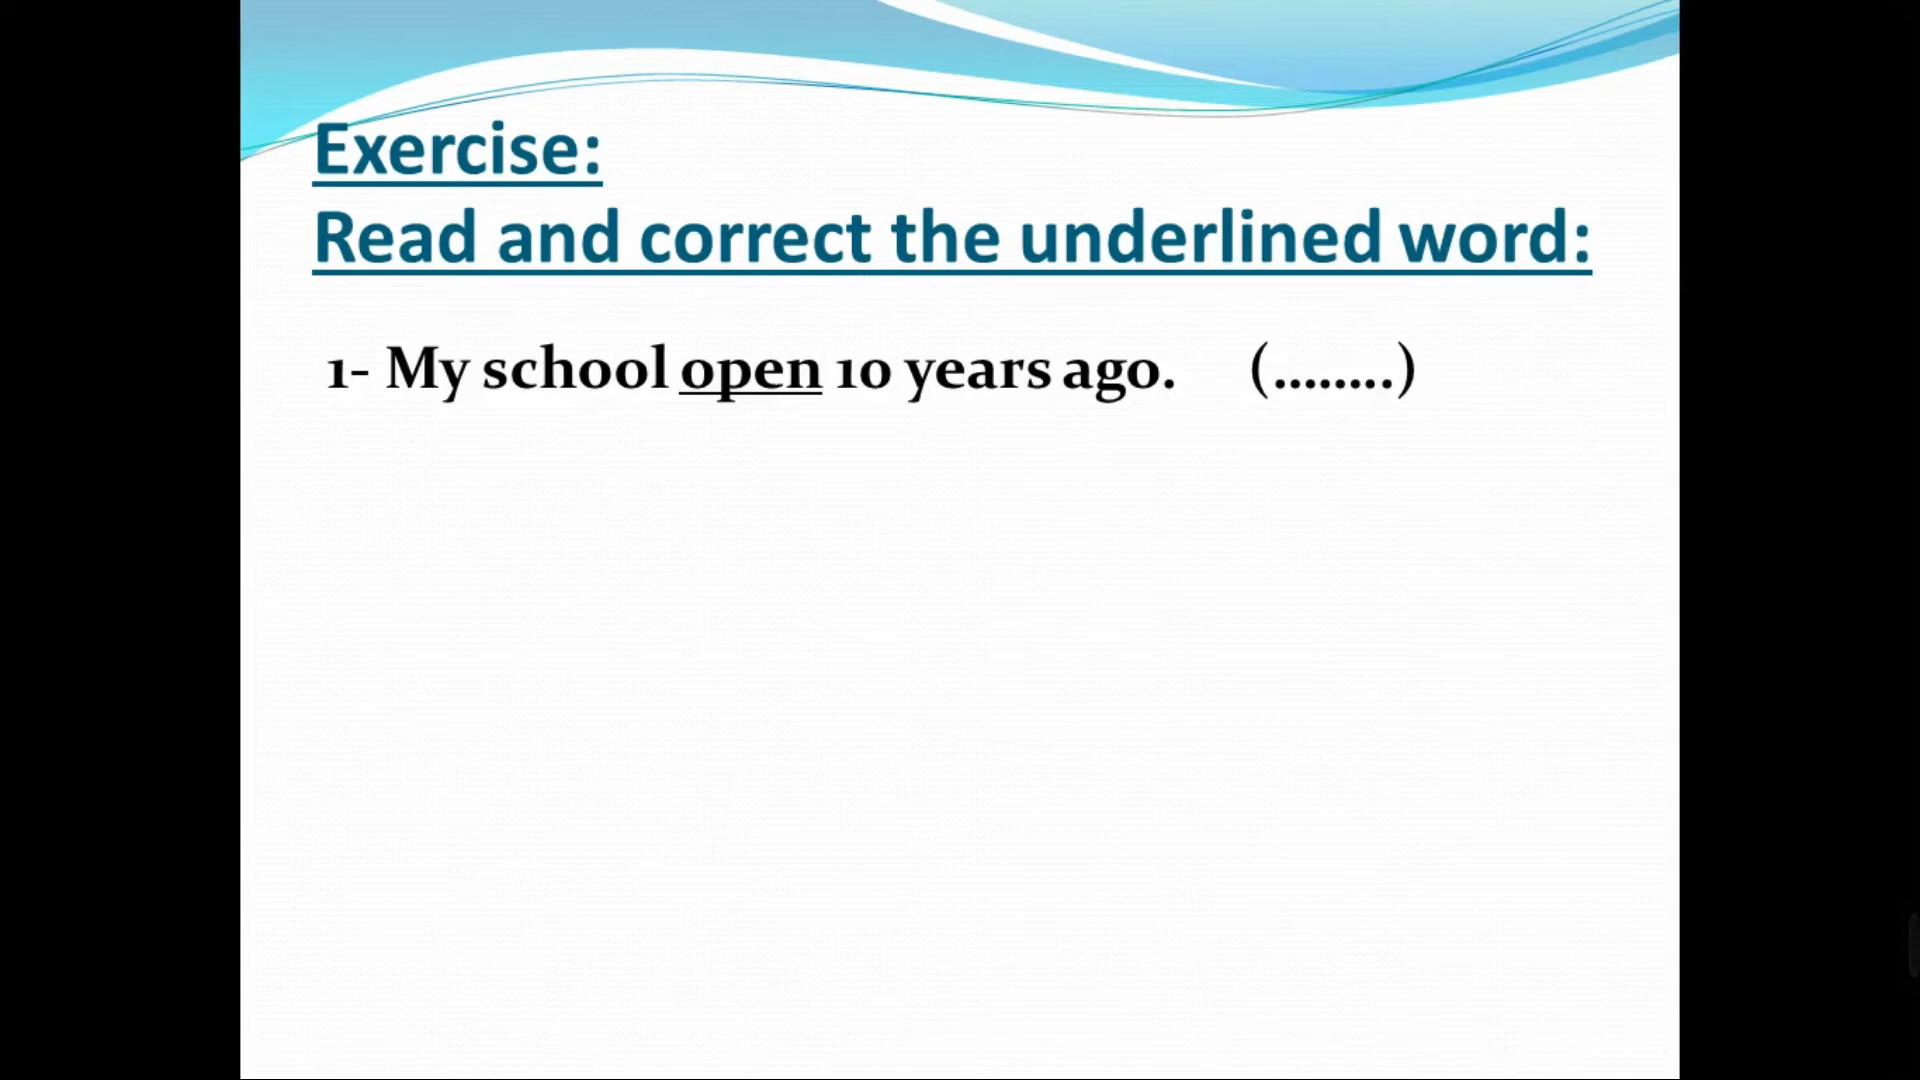 Exercise:
Read and correct the underlined word:
1- My school open 10 years ago. (........)